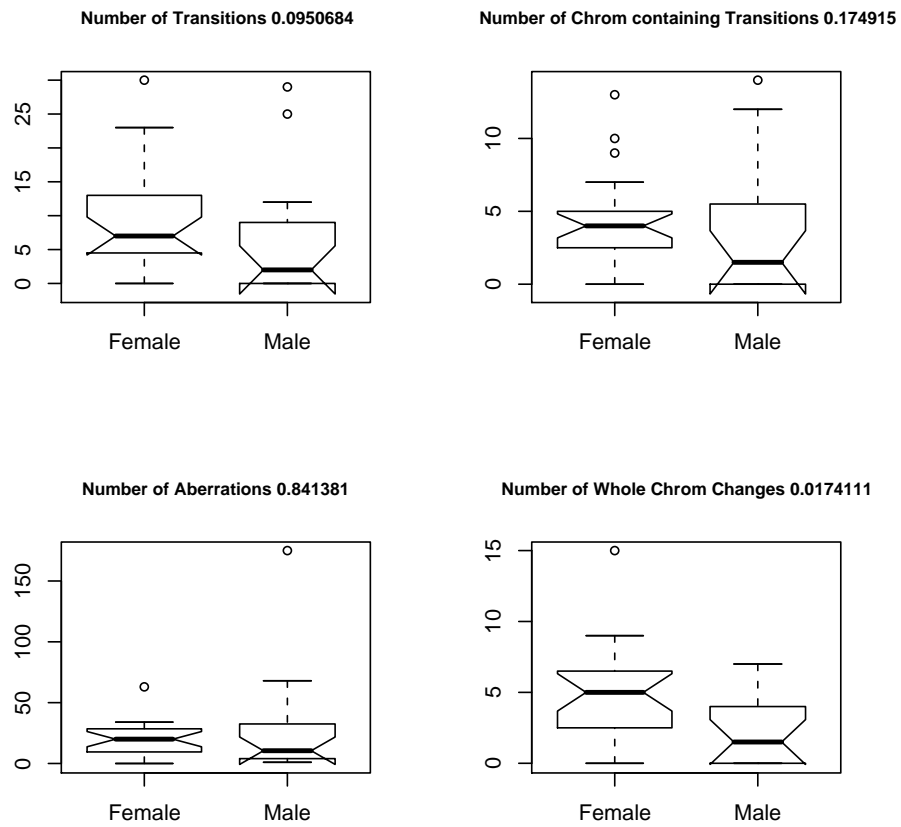 Number of Transitions 0.0950684
25
15
5
0
Female
Male
Number of Chrom containing Transitions 0.174915
10
5
0
Female
Male
Number of Aberrations 0.841381
150
100
50
0
Female
Male
Number of Whole Chrom Changes 0.0174111
15
10
5
0
Female
Male